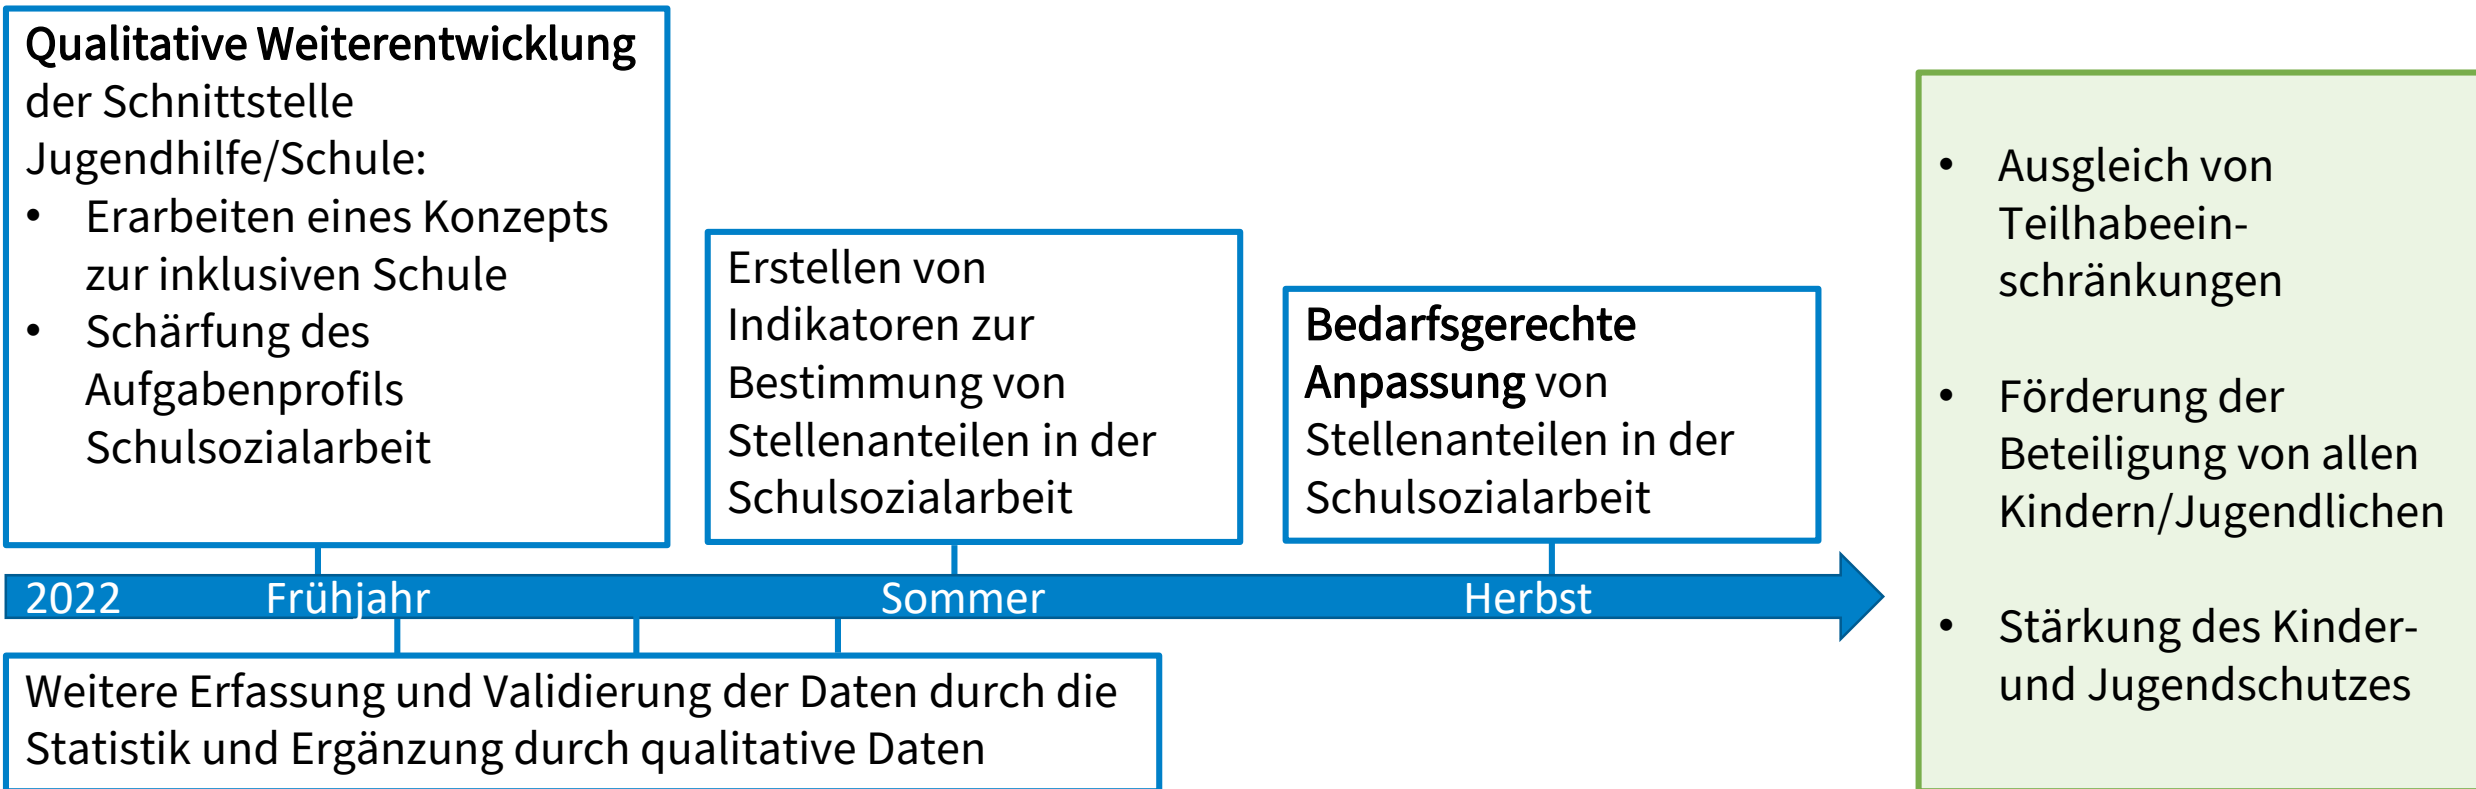 Qualitative Weiterentwicklung
der Schnittstelle
Jugendhilfe/Schule:
• Erarbeiten eines Konzepts
zur inklusiven Schule
• Schärfung des
Aufgabenprofils
Schulsozialarbeit
Erstellen von
Indikatoren zur
Bestimmung von
Stellenanteilen in der
Schulsozialarbeit
Bedarfsgerechte
Anpassung von
Stellenanteilen in der
Schulsozialarbeit
2022 Frühjahr Sommer Herbst
Weitere Erfassung und Validierung der Daten durch die
Statistik und Ergänzung durch qualitative Daten
• Ausgleich von
Teilhabeein-
schränkungen
• Förderung der
Beteiligung von allen
Kindern/Jugendlichen
• Stärkung des Kinder-
und Jugendschutzes